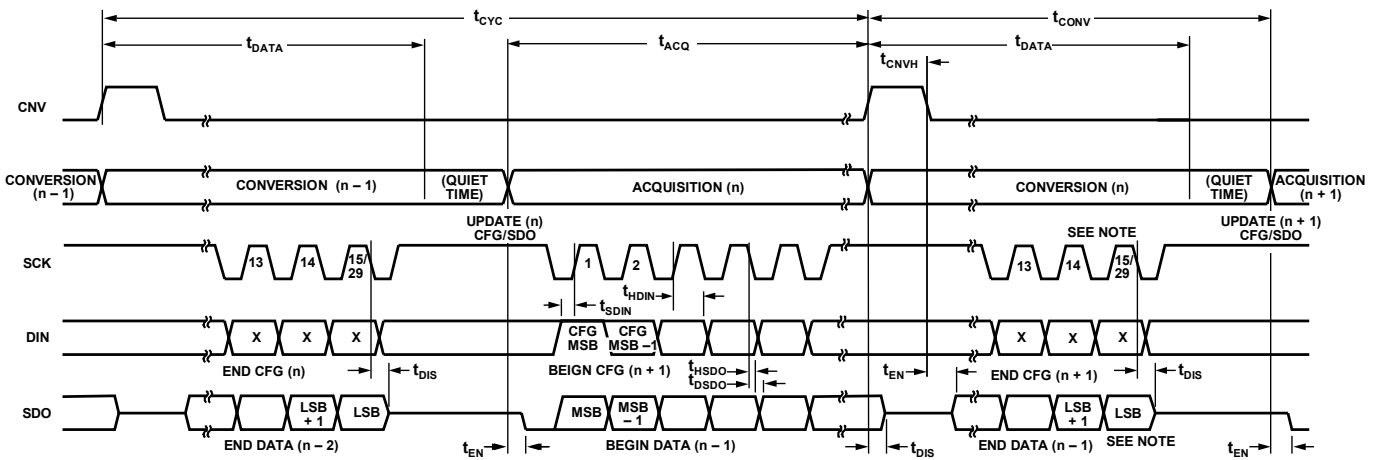 tCYC tCONV
tDATA tACQ tDATA
tCNVH
CNV
CONVERSION (n – 1) CONVERSION (n – 1) (QUIET TIME) ACQUISITION (n) CONVERSION (n) (QUIET TIME) ACQUISITION (n + 1)
UPDATE (n) CFG/SDO SEE NOTE UPDATE (n + 1) CFG/SDO
SCK 13 14 15/29 1 2 13 14 15/29
tSDIN tHDIN
DIN X X X CFG MSB CFG MSB –1 X X X
END CFG (n) tDIS BEIGN CFG (n + 1) tHSDO tDSDO tEN END CFG (n + 1) tDIS
SDO LSB + 1 LSB MSB MSB – 1 LSB + 1 LSB
END DATA (n – 2) tEN BEGIN DATA (n – 1) tDIS END DATA (n – 1) SEE NOTE tEN